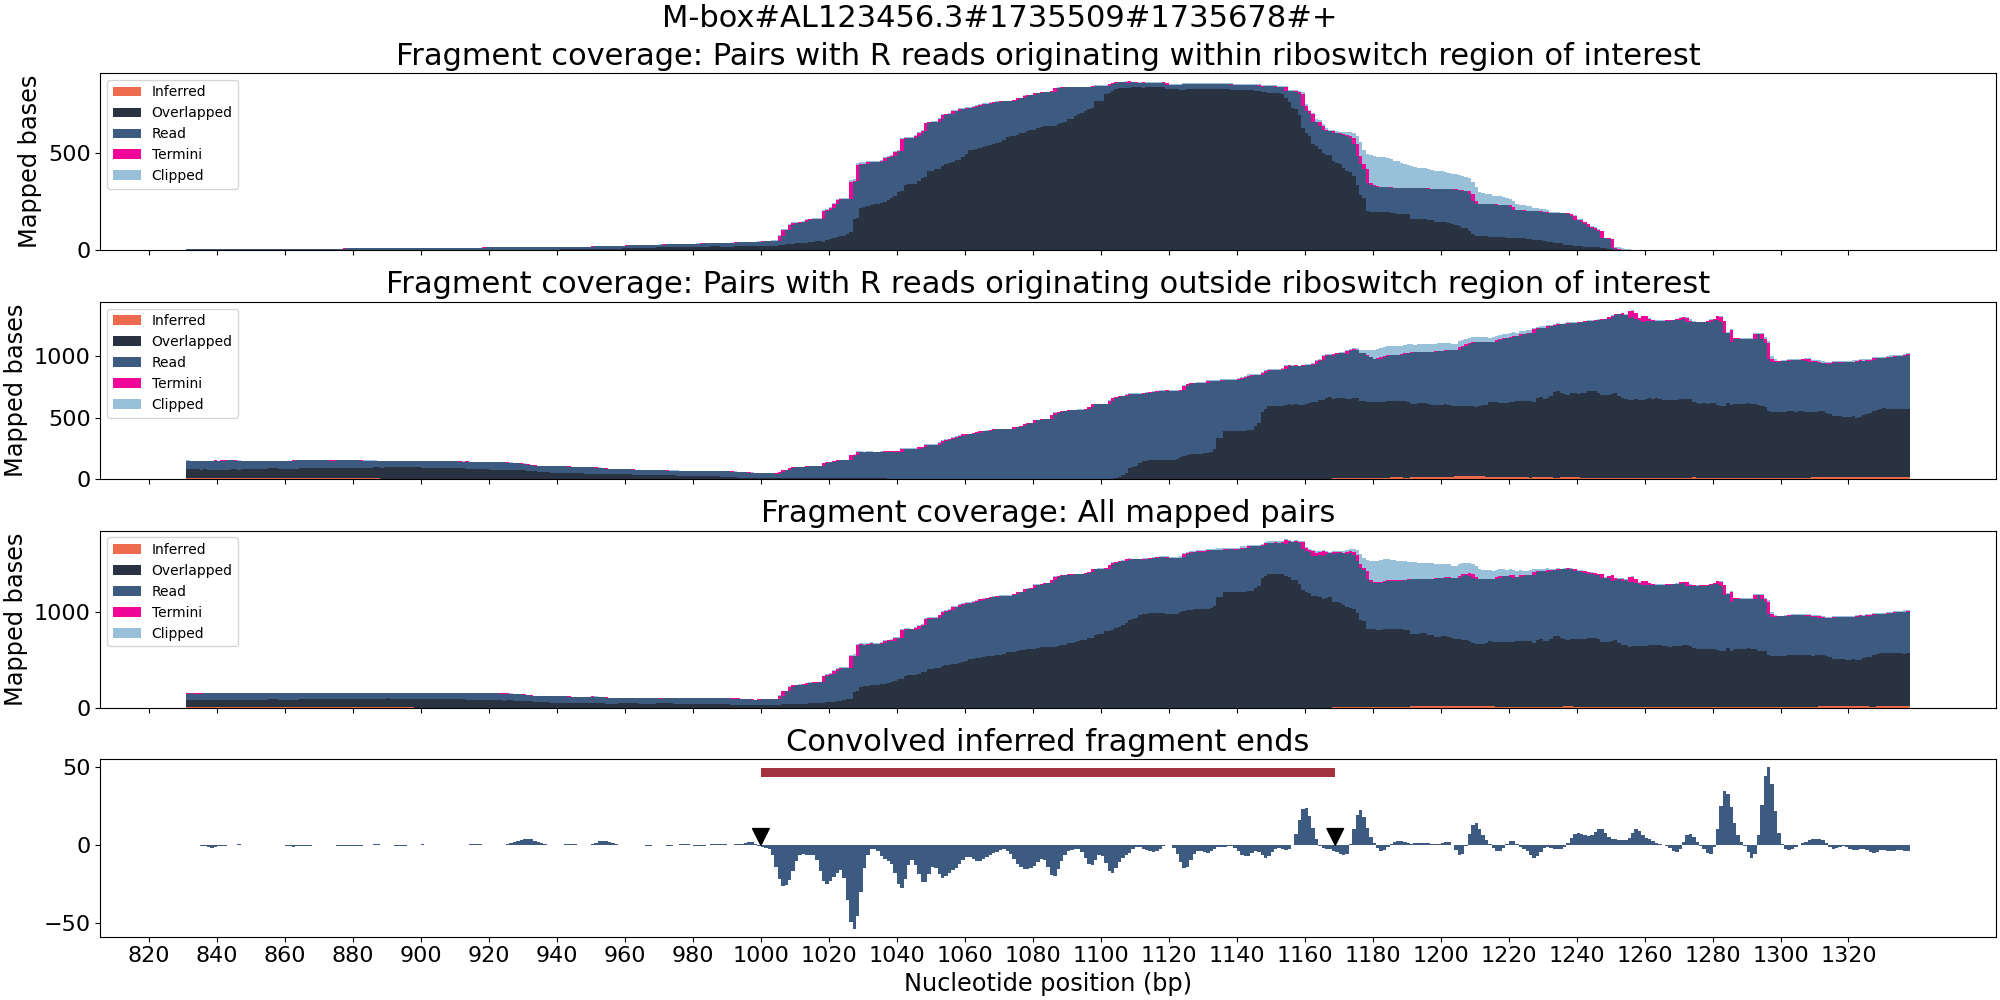 M-box#AL123456.3#1735509#1735678#+
Fragment coverage: Pairs with R reads originating within riboswitch region of interest
Mapped bases
500
0
Inferred
Overlapped
Read
Termini
Clipped
Fragment coverage: Pairs with R reads originating outside riboswitch region of interest
Mapped bases
1000
500
0
Inferred
Overlapped
Read
Termini
Clipped
Fragment coverage: All mapped pairs
Mapped bases
1000
0
Inferred
Overlapped
Read
Termini
Clipped
Convolved inferred fragment ends
50
0
−50
820 840 860 880 900 920 940 960 980 1000 1020 1040 1060 1080 1100 1120 1140 1160 1180 1200 1220 1240 1260 1280 1300 1320
Nucleotide position (bp)